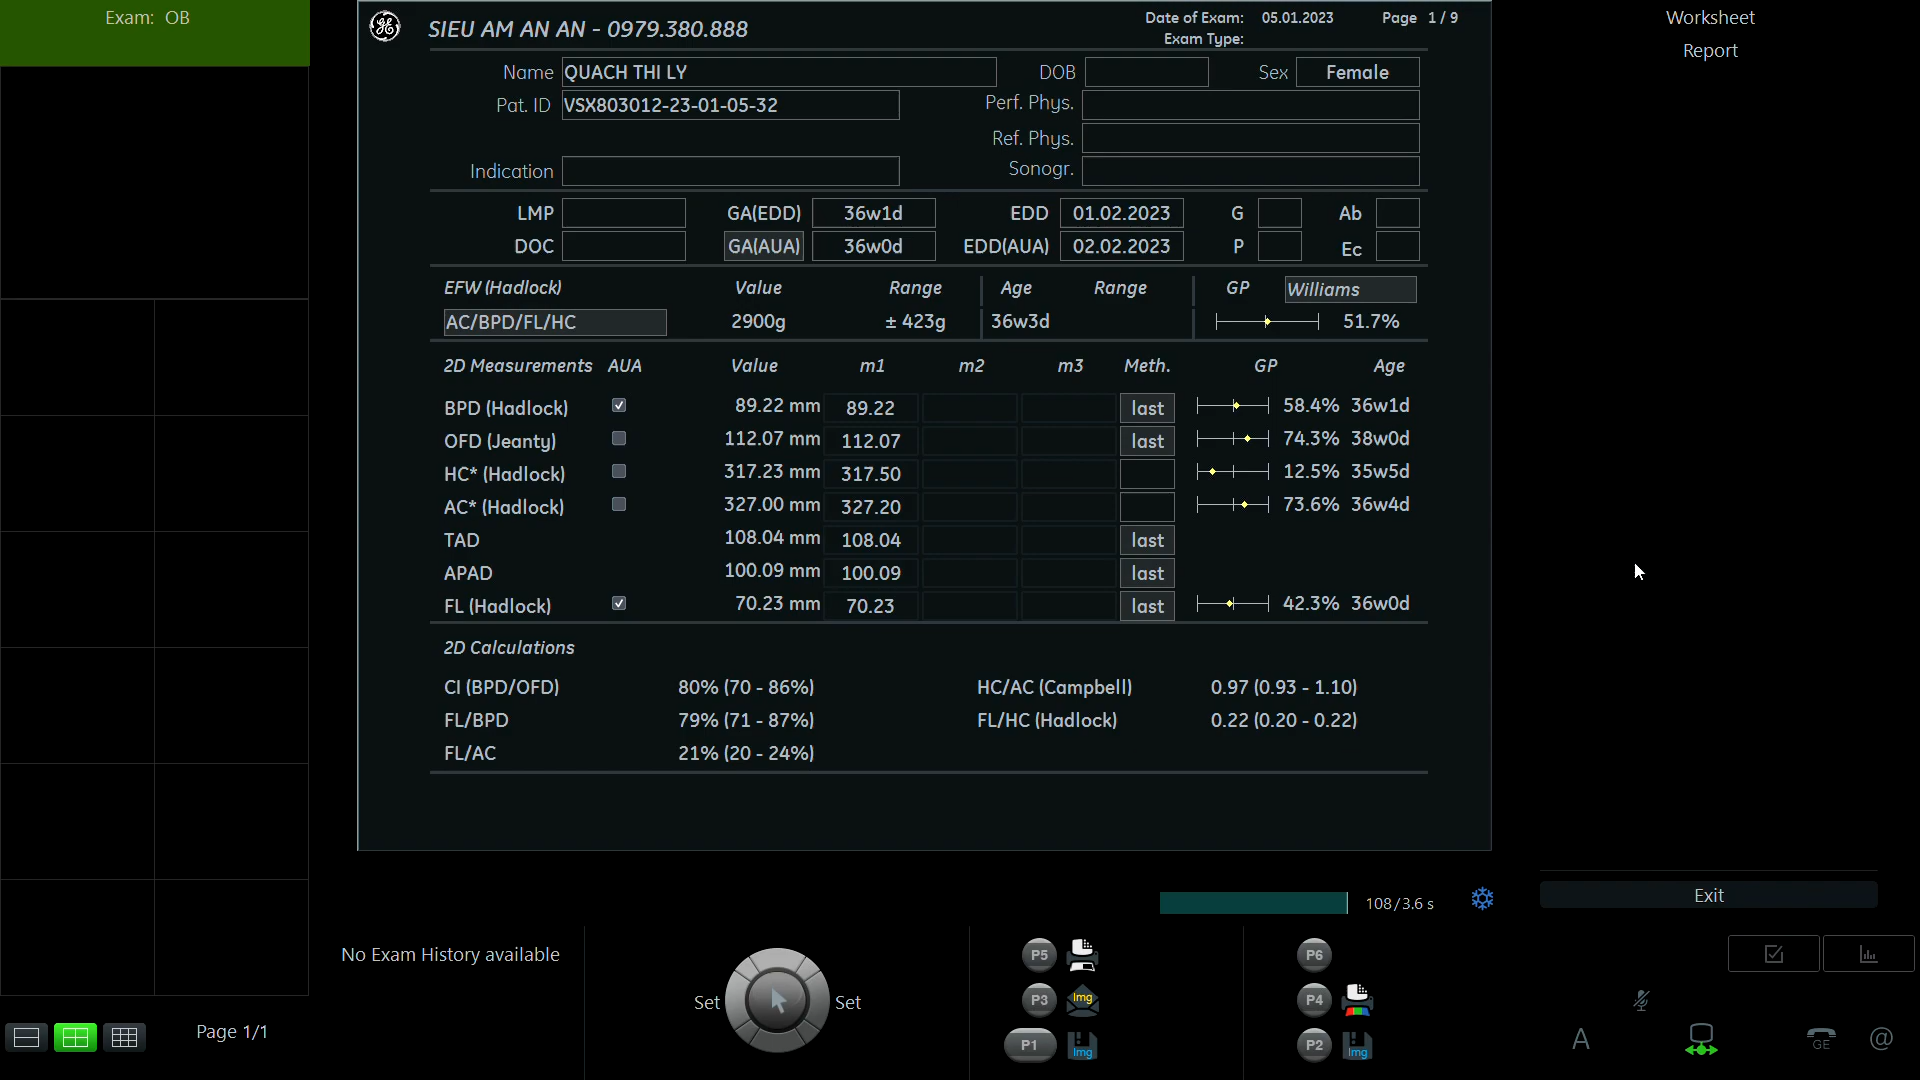 Exam: OB
SIEU AM AN AN - 0979.380.888
Date of Exam: 05.01.2023 Page 1 / 9
Exam Type:
Name QUACH THI LY DOB Sex Female
Pat. ID VSX803012-23-01-05-32 Perf. Phys.
Ref. Phys.
Indication Sonogr.
LMP GA(EDD) 36w1d EDD 01.02.2023 G Ab
DOC GA(AUA) 36w0d EDD(AUA) 02.02.2023 P Ec
EFW (Hadlock) Value Range Age Range GP Williams
AC/BPD/FL/HC 2900g ± 423g 36w3d 51.7%
2D Measurements AUA Value m1 m2 m3 Meth. GP Age
BPD (Hadlock) 89.22 mm 89.22 last 58.4% 36w1d
OFD (Jeanty) 112.07 mm 112.07 last 74.3% 38w0d
HC* (Hadlock) 317.23 mm 317.50 12.5% 35w5d
AC* (Hadlock) 327.00 mm 327.20 73.6% 36w4d
TAD 108.04 mm 108.04 last
APAD 100.09 mm 100.09 last
FL (Hadlock) 70.23 mm 70.23 last 42.3% 36w0d
2D Calculations
CI (BPD/OFD) 80% (70 - 86%) HC/AC (Campbell) 0.97 (0.93 - 1.10)
FL/BPD 79% (71 - 87%) FL/HC (Hadlock) 0.22 (0.20 - 0.22)
FL/AC 21% (20 - 24%)
Worksheet
Report
108/3.6 s
Exit
No Exam History available
Set Set
P5 P6
P3 Img P4
P1 Img P2 Img
Page 1/1
A GE @